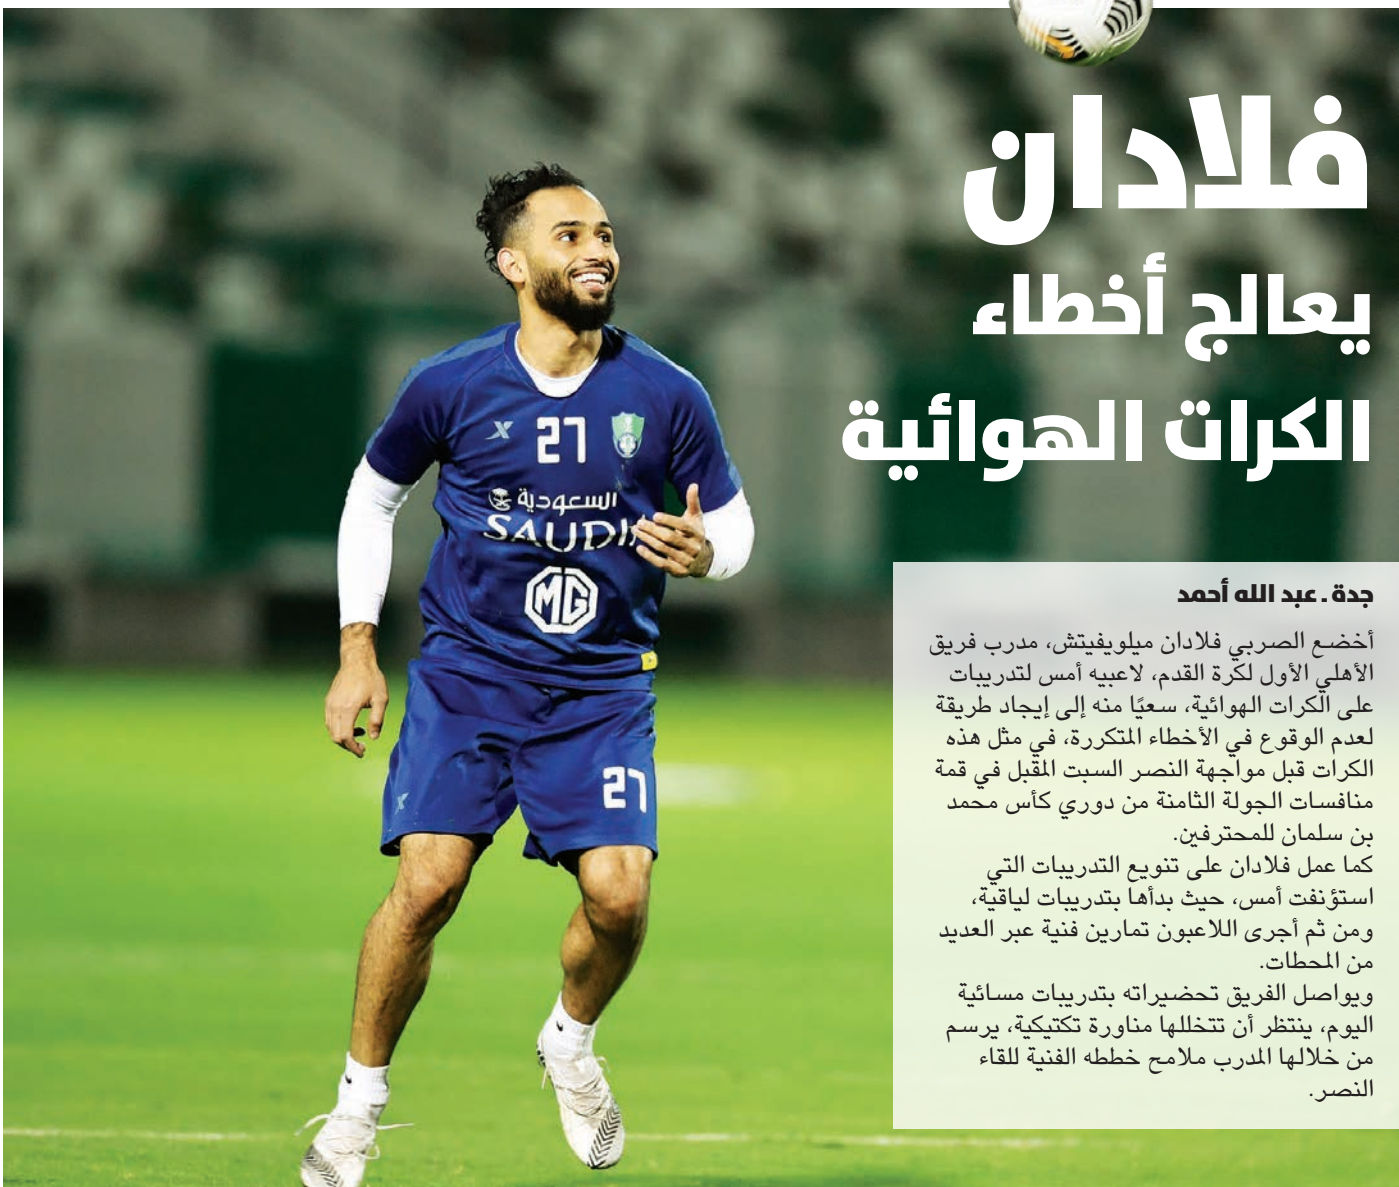 فلادان
يعالج أخطاء
الكرات الهوائية
27
السعودية
SAUDI
MG
27
جدة . عبد الله أحمد
أخضع الصربي فلادان ميلويفيتش، مدرب فريق
الأهلي الأول لكرة القدم، لاعبيه أمس لتدريبات
على الكرات الهوائية، سعيًا منه إلى إيجاد طريقة
لعدم الوقوع في الأخطاء المتكررة، في مثل هذه
الكرات قبل مواجهة النصر السبت المقبل في قمة
منافسات الجولة الثامنة من دوري كأس محمد
بن سلمان للمحترفين.
كما عمل فلادان على تنويع التدريبات التي
استؤنفت أمس، حيث بدأها بتدريبات لياقية،
ومن ثم أجرى اللاعبون تمارين فنية عبر العديد
من المحطات.
ويواصل الفريق تحضيراته بتدريبات مسائية
اليوم، ينتظر أن تتخللها مناورة تكتيكية، يرسم
من خلالها المدرب ملامح خططه الفنية للقاء
النصر.